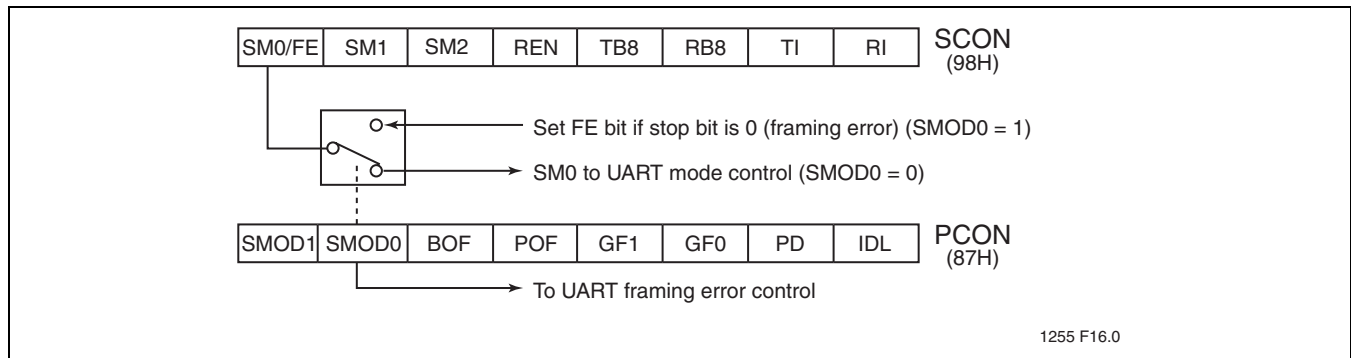 SM0/FE SM1 SM2 REN TB8 RB8 TI RI SCON
(98H)
Set FE bit if stop bit is 0 (framing error) (SMOD0 = 1)
SM0 to UART mode control (SMOD0 = 0)
SMOD1 SMOD0 BOF POF GF1 GF0 PD IDL PCON
(87H)
To UART framing error control
1255 F16.0